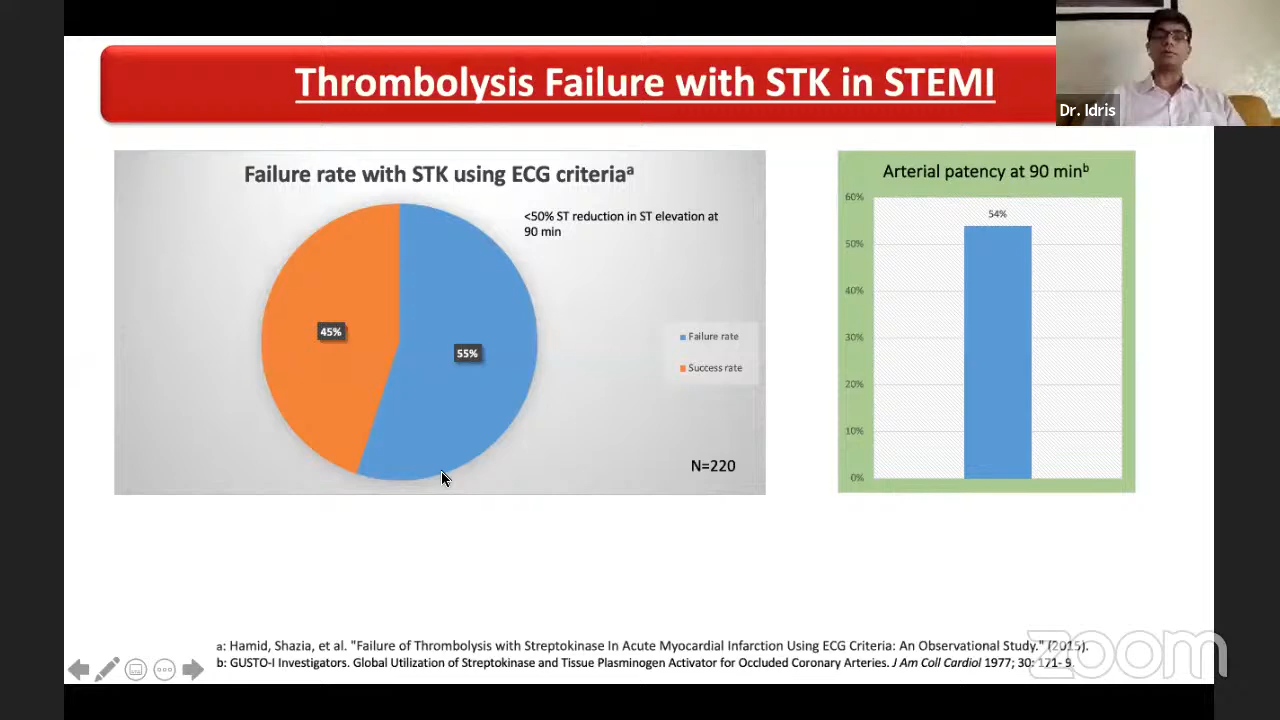 Thrombolysis Failure with STK in STEMI
Dr. Idris
Failure rate with STK using ECG criteriaᵃ
<50% ST reduction in ST elevation at
90 min
45%
55%
Failure rate
Success rate
N=220
Arterial patency at 90 minᵇ
60%
54%
50%
40%
30%
20%
10%
0%
a: Hamid, Shazia, et al. "Failure of Thrombolysis with Streptokinase In Acute Myocardial Infarction Using ECG Criteria: An Observational Study." (2015).
b: GUSTO-I Investigators. Global Utilization of Streptokinase and Tissue Plasminogen Activator for Occluded Coronary Arteries. J Am Coll Cardiol 1977; 30: 171- 9.
zoom